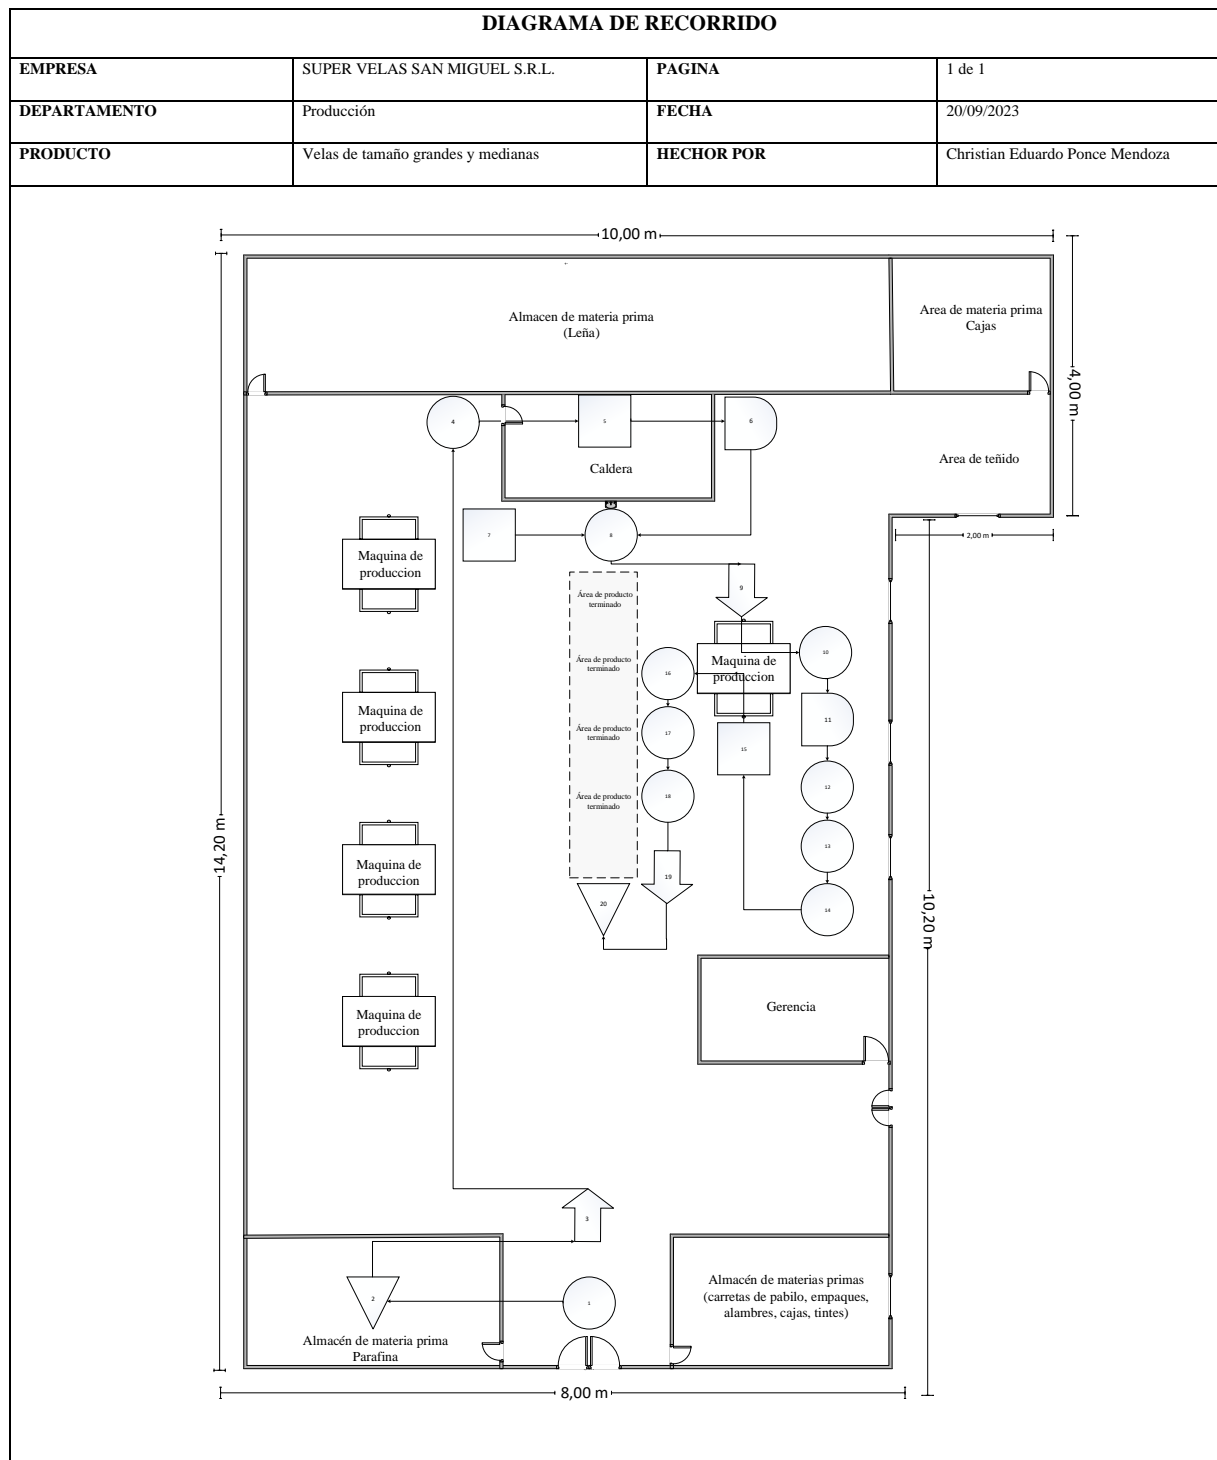 DIAGRAMA DE RECORRIDO
EMPRESA
SUPER VELAS SAN MIGUEL S.R.L.
PAGINA
1 de 1
DEPARTAMENTO
Producción
FECHA
20/09/2023
PRODUCTO
Velas de tamaño grandes y medianas
HECHOR POR
Christian Eduardo Ponce Mendoza
10,00 m
Almacen de materia prima
(Leña)
Area de materia prima
Cajas
4,00 m
4
5
6
Caldera
Area de teñido
7
8
2,00 m
Maquina de
produccion
9
Área de producto
terminado
10
Maquina de
produccion
Área de producto
terminado
16
Maquina de
produccion
11
Área de producto
terminado
17
15
12
Área de producto
terminado
18
13
14,20 m
Maquina de
produccion
19
20
14
10,20 m
Maquina de
produccion
Gerencia
3
2
1
Almacén de materia prima
Parafina
Almacén de materias primas
(carretas de pabilo, empaques,
alambres, cajas, tintes)
8,00 m